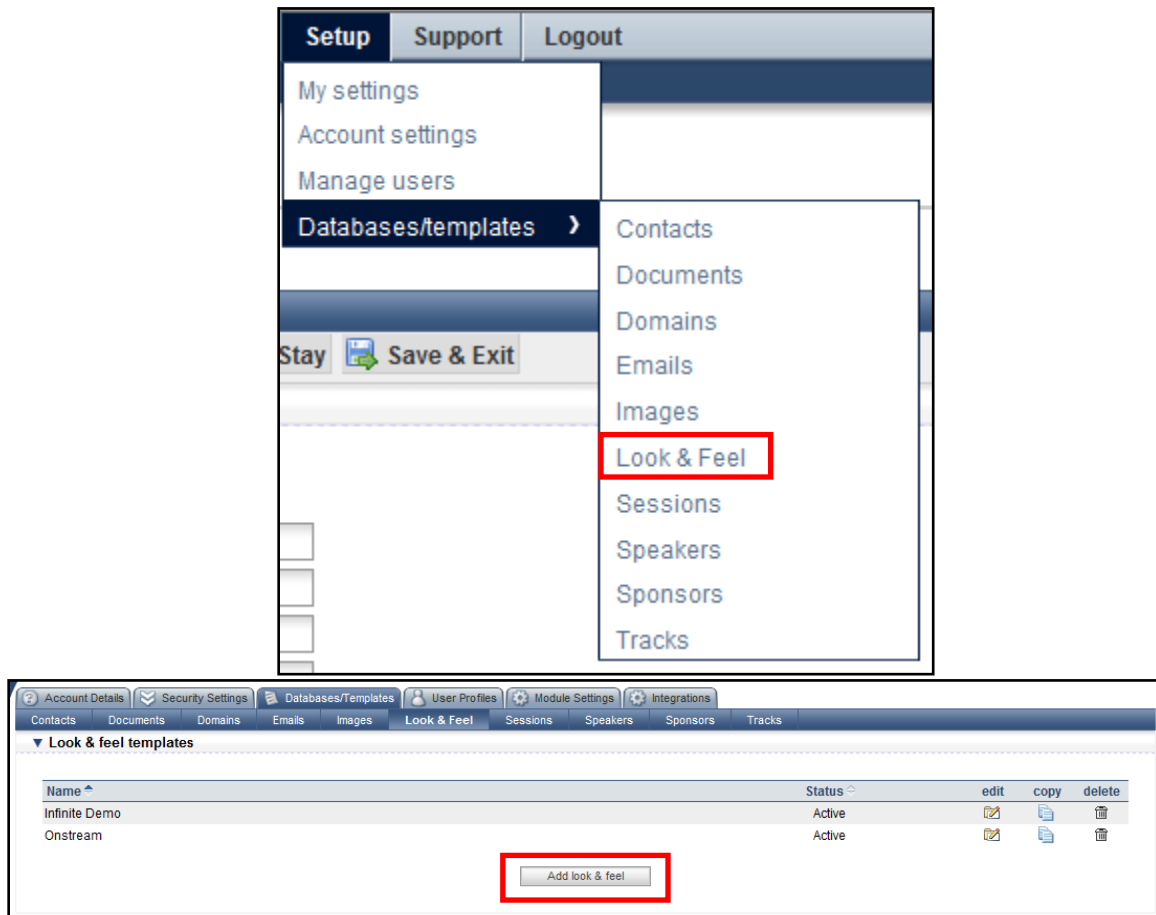 Setup Support Logout
My settings
Account settings
Manage users
Databases/templates
Contacts
Documents
Domains
Stay Save & Exit
Emails
Images
Look & Feel
Sessions
Speakers
Sponsors
Tracks
Account Details Security Settings Databases/Templates User Profiles Module Settings Integrations
Contacts Documents Domains Emails Images Look & Feel Sessions Speakers Sponsors Tracks
Look & feel templates
Name Status edit copy delete
Infinite Demo Active
Onstream Active
Add look & feel